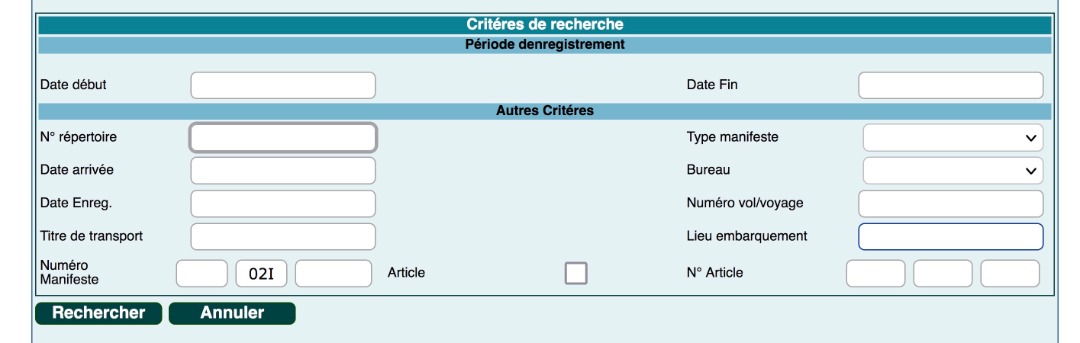 Critéres de recherche
Période denregistrement
Date début
Date Fin
Autres Critéres
N° répertoire
Type manifeste
Date arrivée
Bureau
Date Enreg.
Numéro vol/voyage
Titre de transport
Lieu embarquement
Numéro
Manifeste
02I
Article
N° Article
Rechercher
Annuler